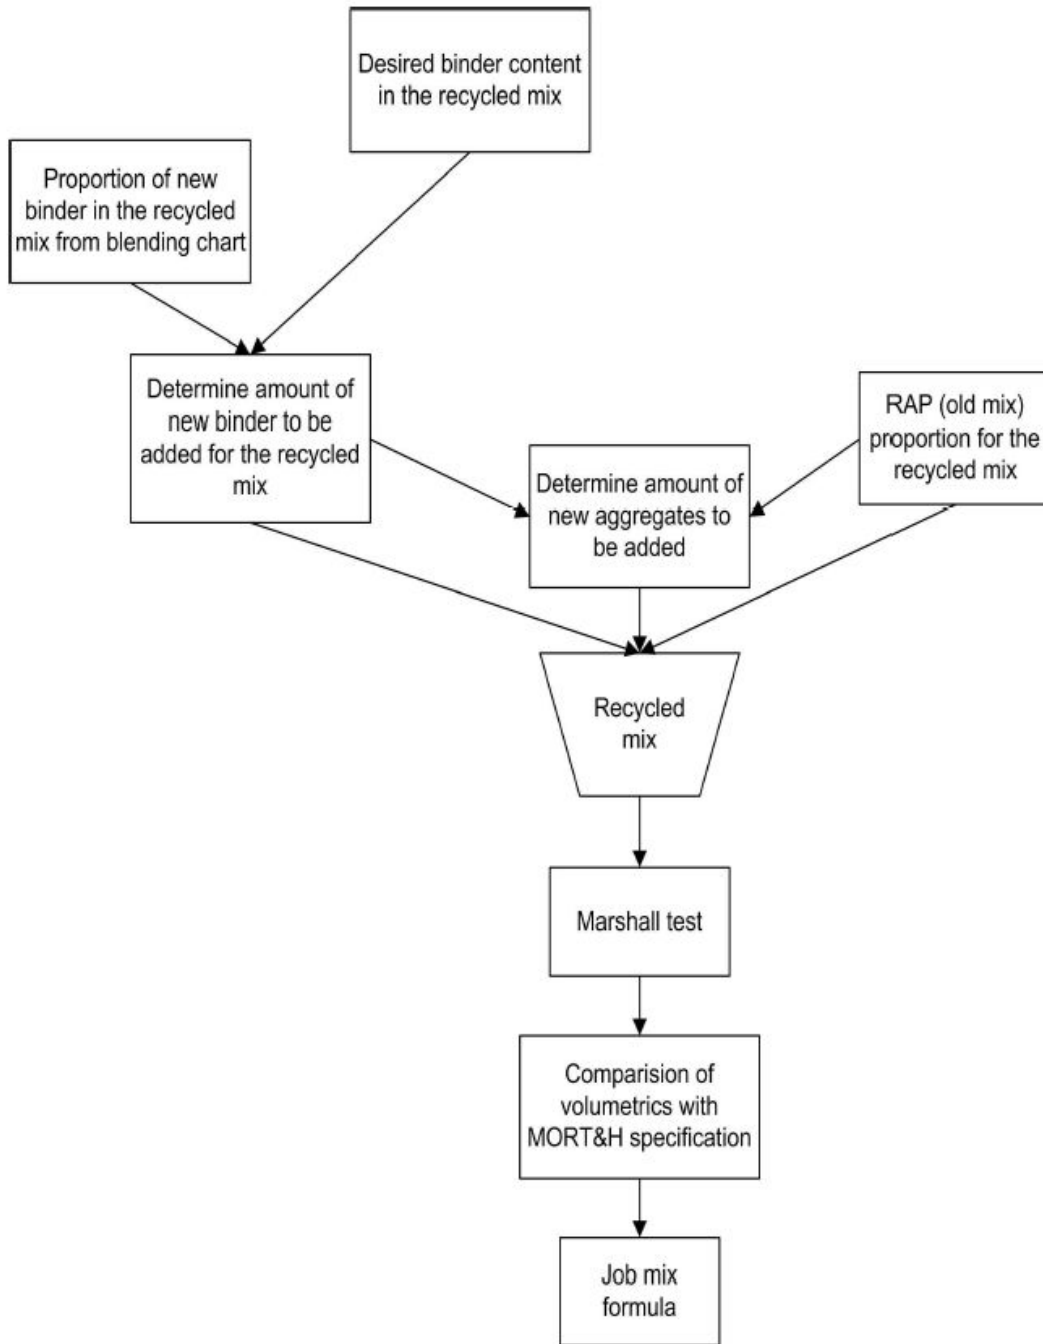 Desired binder content
in the recycled mix
Proportion of new
binder in the recycled
mix from blending chart
Determine amount of
new binder to be
added for the recycled
mix
RAP (old mix)
proportion for the
recycled mix
Determine amount of
new aggregates to
be added
Recycled
mix
Marshall test
Comparision of
volumetrics with
MORT&H specification
Job mix
formula